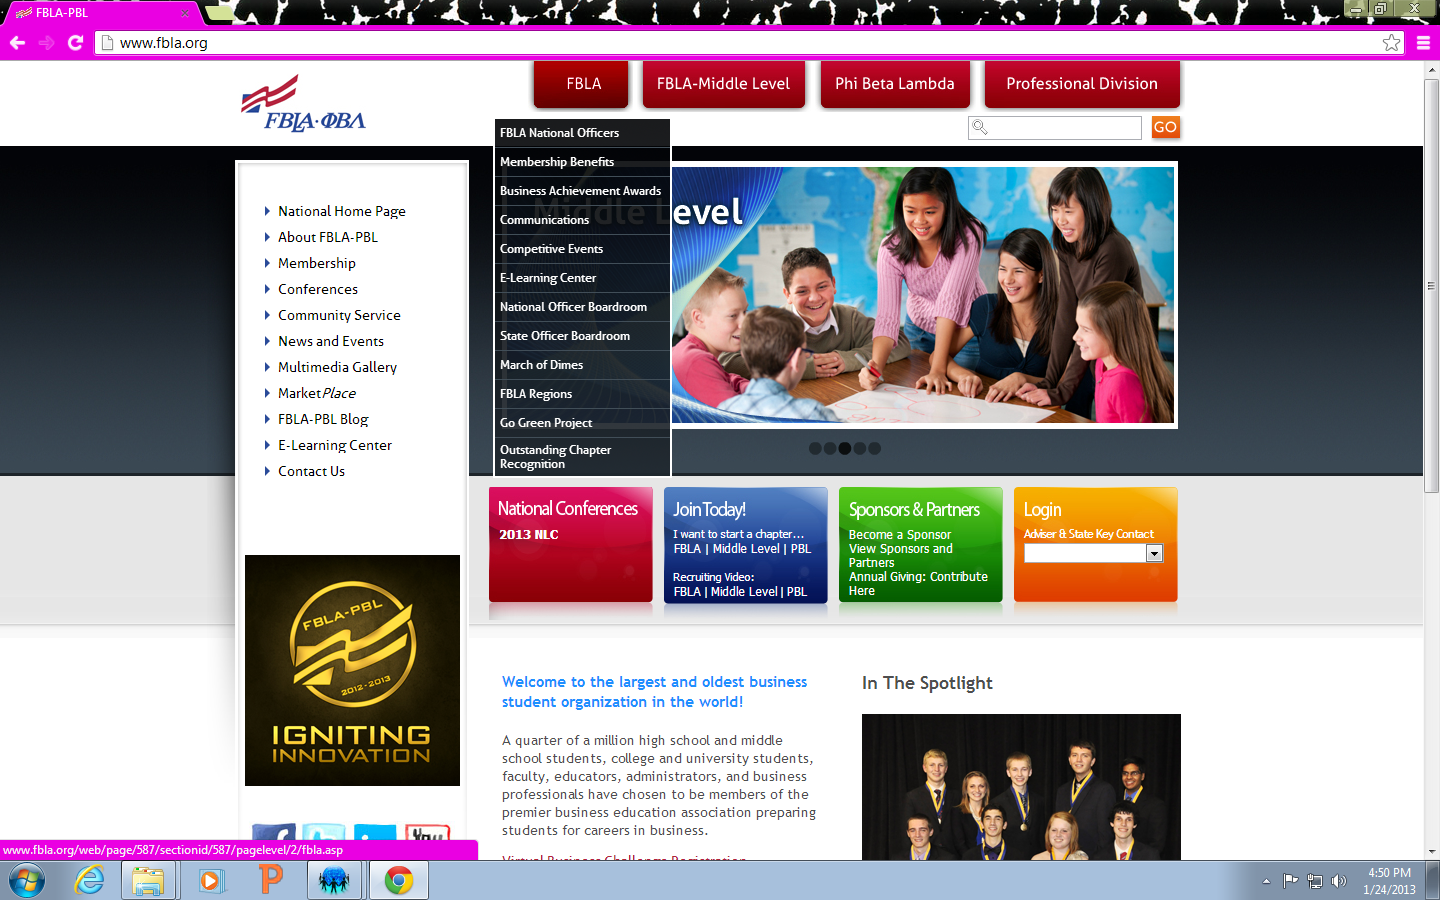 FBLA-PBL
www.fbla.org
FBLA·ΦΒΛ
FBLA
FBLA-Middle Level
Phi Beta Lambda
Professional Division
GO
FBLA National Officers
Membership Benefits
Business Achievement Awards
Communications
Competitive Events
E-Learning Center
National Officer Boardroom
State Officer Boardroom
March of Dimes
FBLA Regions
Go Green Project
Outstanding Chapter
Recognition
Middle Level
National Home Page
About FBLA-PBL
Membership
Conferences
Community Service
News and Events
Multimedia Gallery
MarketPlace
FBLA-PBL Blog
E-Learning Center
Contact Us
National Conferences
2013 NLC
Join Today!
I want to start a chapter...
FBLA | Middle Level | PBL
Recruiting Video:
FBLA | Middle Level | PBL
Sponsors & Partners
Become a Sponsor
View Sponsors and
Partners
Annual Giving: Contribute
Here
Login
Adviser & State Key Contact
FBLA-PBL
2012-2013
IGNITING
INNOVATION
Welcome to the largest and oldest business
student organization in the world!
A quarter of a million high school and middle
school students, college and university students,
faculty, educators, administrators, and business
professionals have chosen to be members of the
premier business education association preparing
students for careers in business.
Virtual Business Challenge Registration
In The Spotlight
You
www.fbla.org/web/page/587/sectionid/587/pagelevel/2/fbla.asp
4:50 PM
1/24/2013